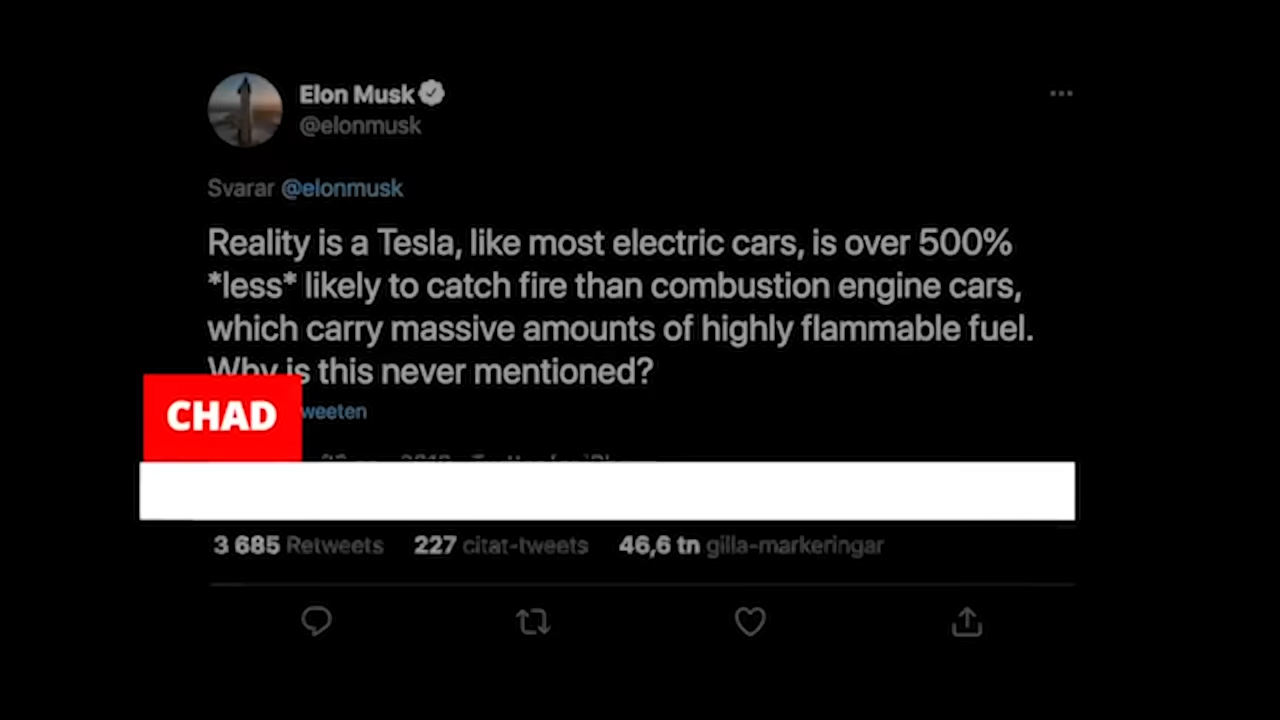 Elon Musk
@elonmusk
Svarar @elonmusk
Reality is a Tesla, like most electric cars, is over 500%
*less* likely to catch fire than combustion engine cars,
which carry massive amounts of highly flammable fuel.
Why is this never mentioned?
CHAD
weeten
3 685 Retweets 227 citat-tweets 46,6 tn gilla-markeringar